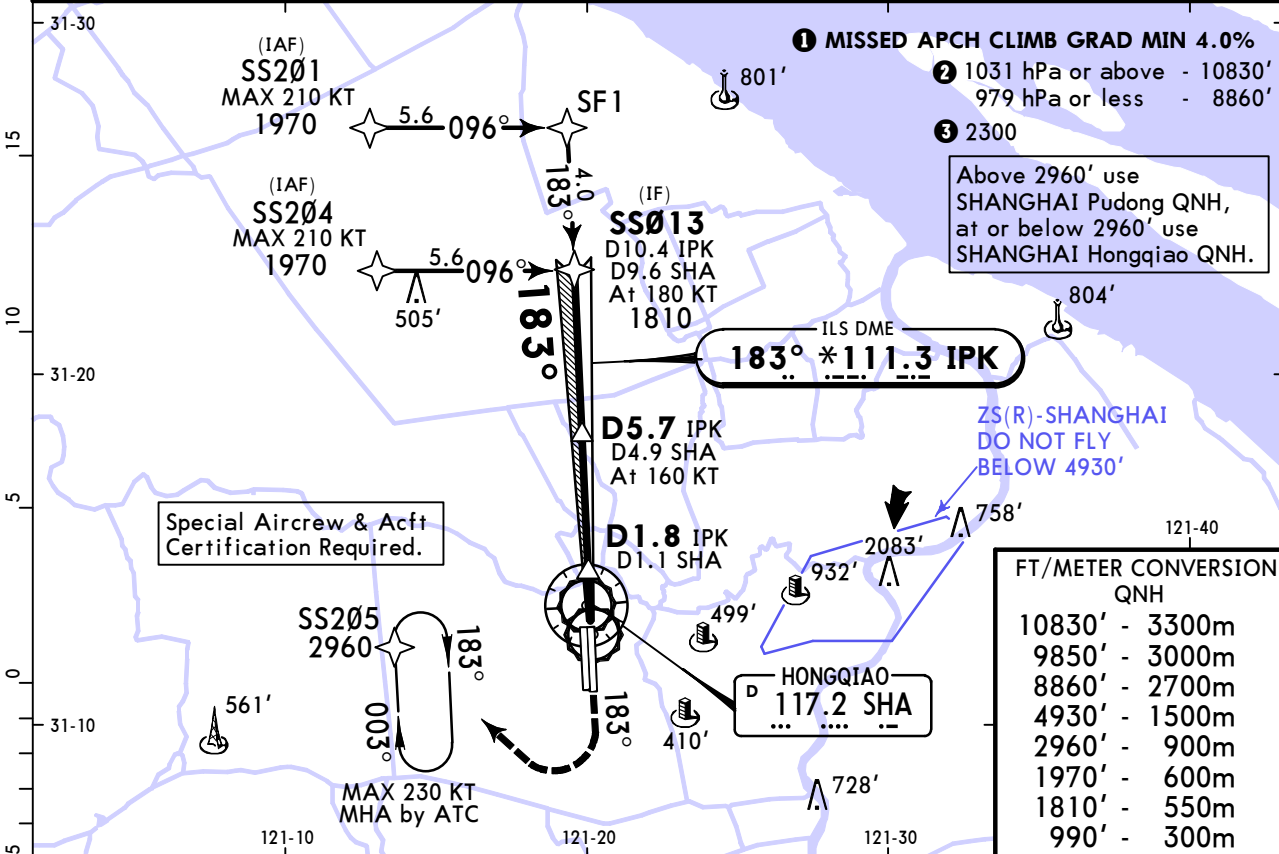 31-30
❶ MISSED APCH CLIMB GRAD MIN 4.0%
❷ 1031 hPa or above - 10830'
979 hPa or less - 8860'
❸ 2300
Above 2960' use
SHANGHAI Pudong QNH,
at or below 2960' use
SHANGHAI Hongqiao QNH.
801'
(IAF)
SS2Ø1
MAX 210 KT
1970
5.6
096°
SF1
15
183°
4.0
(IAF)
SS2Ø4
MAX 210 KT
1970
5.6
096°
505'
(IF)
SSØ13
D10.4 IPK
D9.6 SHA
At 180 KT
1810
804'
10
183°
ILS DME
183° *111.3 IPK
31-20
D5.7 IPK
D4.9 SHA
At 160 KT
ZS(R)-SHANGHAI
DO NOT FLY
BELOW 4930'
5
Special Aircrew & Acft
Certification Required.
D1.8 IPK
D1.1 SHA
758'
2083'
932'
499'
121-40
SS2Ø5
2960
183°
003°
MAX 230 KT
MHA by ATC
0
561'
31-10
183°
HONGQIAO
D 117.2 SHA
410'
728'
FT/METER CONVERSION
QNH
10830' - 3300m
9850' - 3000m
8860' - 2700m
4930' - 1500m
2960' - 900m
1970' - 600m
1810' - 550m
990' - 300m
121-10
121-20
121-30
5